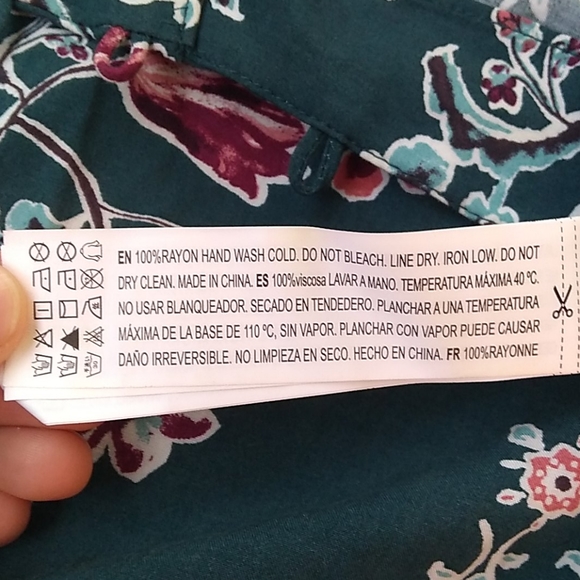 EN 100%RAYON HAND WASH COLD. DO NOT BLEACH. LINE DRY. IRON LOW. DO NOT
DRY CLEAN. MADE IN CHINA. ES 100%viscosa LAVAR A MANO. TEMPERATURA MÁXIMA 40 ºC.
NO USAR BLANQUEADOR. SECADO EN TENDEDERO. PLANCHAR A UNA TEMPERATURA
MÁXIMA DE LA BASE DE 110 ºC, SIN VAPOR. PLANCHAR CON VAPOR PUEDE CAUSAR
DAÑO IRREVERSIBLE. NO LIMPIEZA EN SECO. HECHO EN CHINA. FR 100%RAYONNE